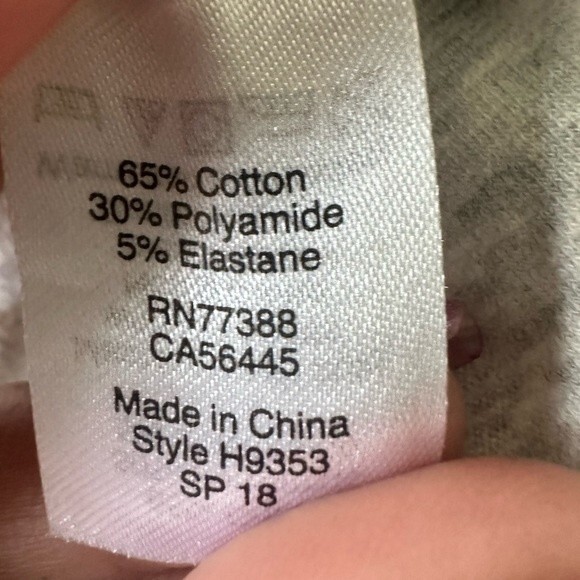 65% Cotton
30% Polyamide
5% Elastane
RN77388
CA56445
Made in China
Style H9353
SP 18